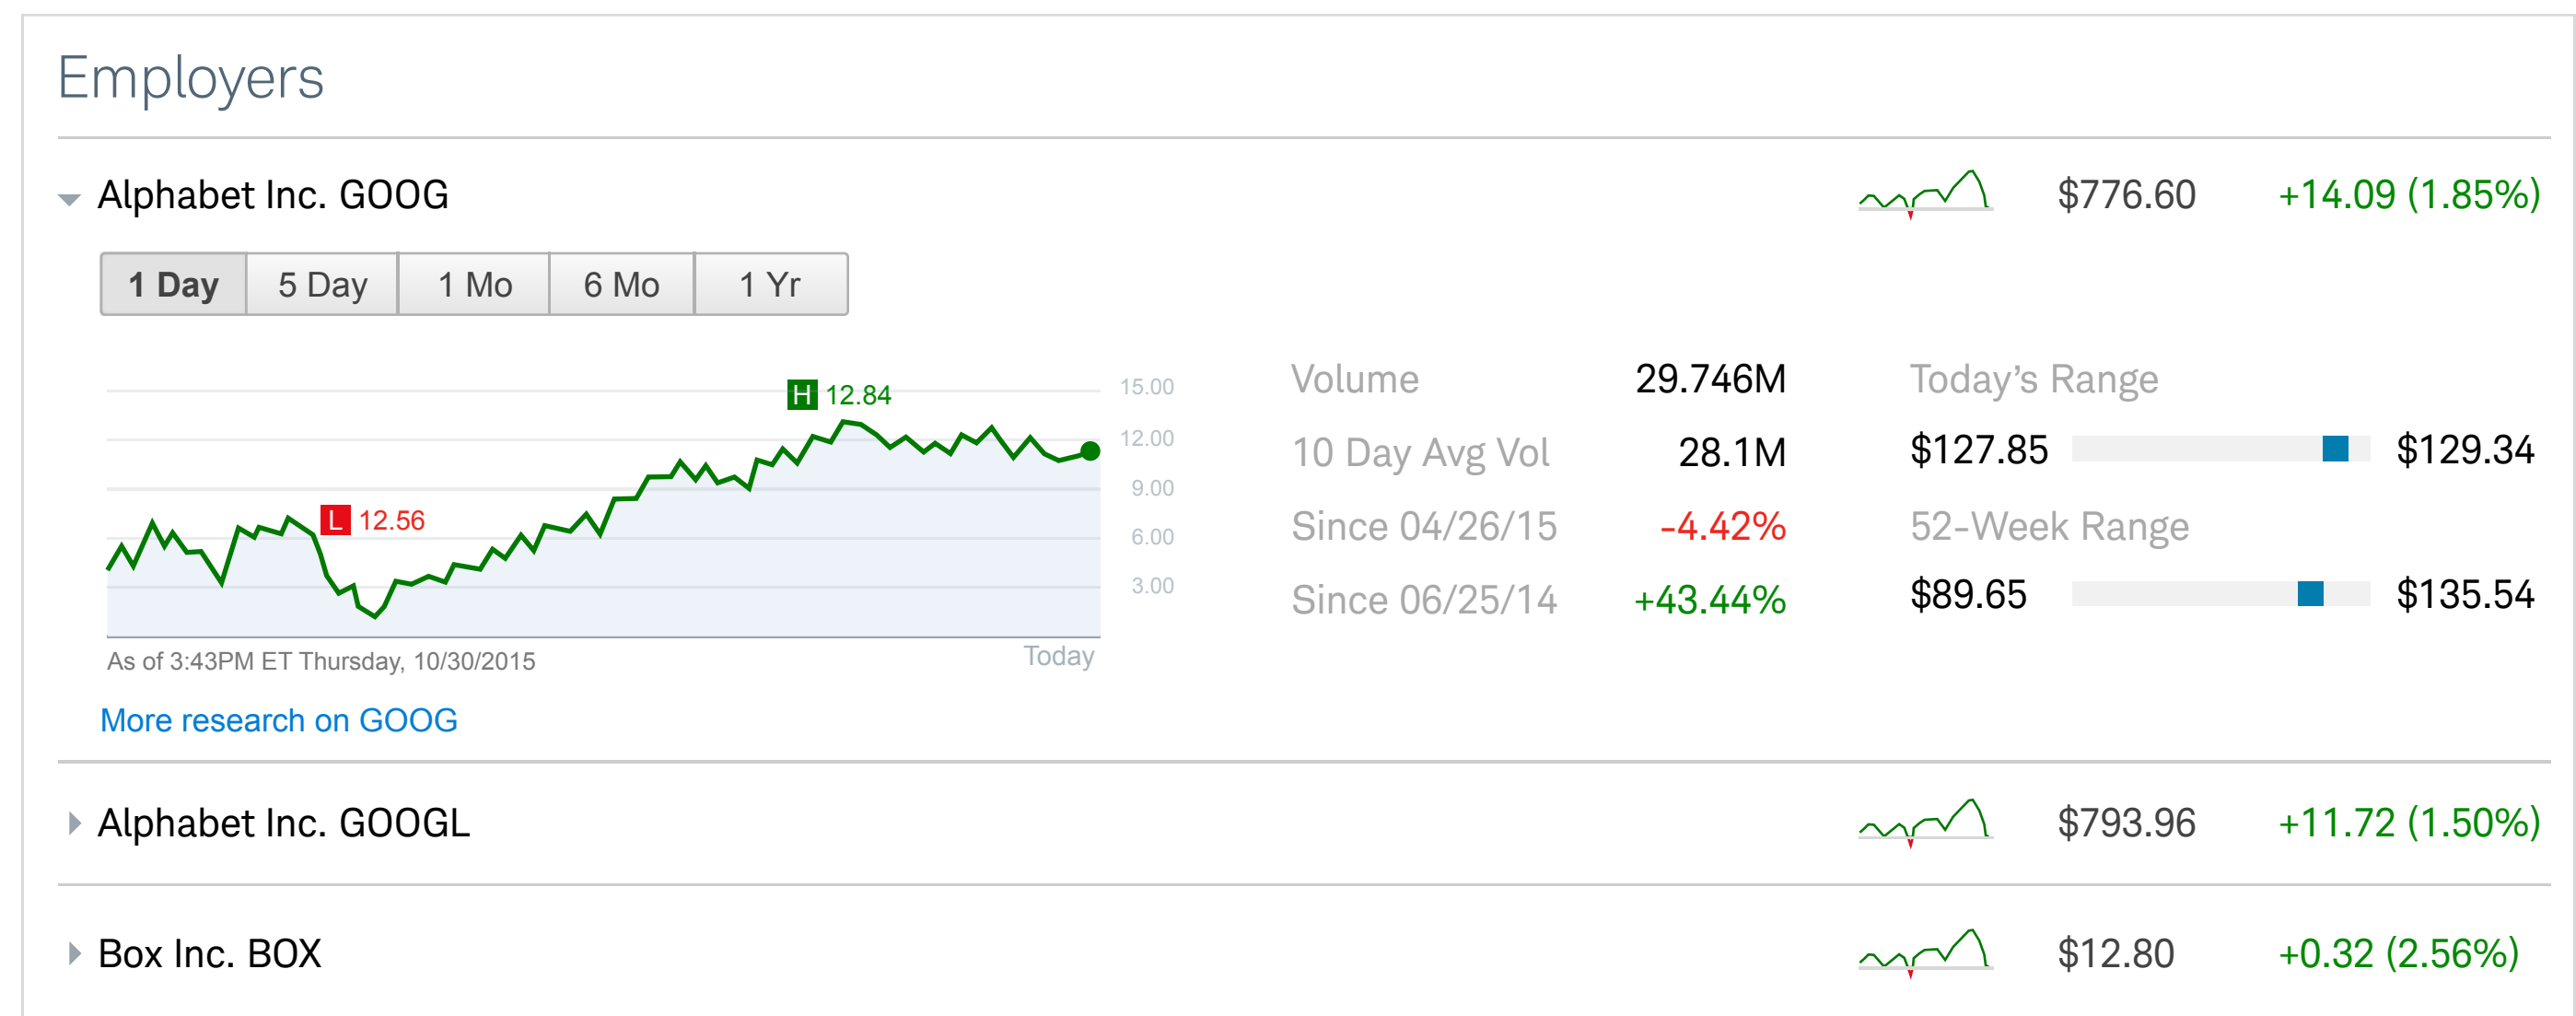 Employers
Alphabet Inc. GOOG $776.60 +14.09 (1.85%)
1 Day 5 Day 1 Mo 6 Mo 1 Yr
H 12.84
L 12.56
15.00
12.00
9.00
6.00
3.00
As of 3:43PM ET Thursday, 10/30/2015
Today
Volume 29.746M
10 Day Avg Vol 28.1M
Since 04/26/15 -4.42%
Since 06/25/14 +43.44%
Today’s Range
$127.85 $129.34
52-Week Range
$89.65 $135.54
More research on GOOG
Alphabet Inc. GOOGL $793.96 +11.72 (1.50%)
Box Inc. BOX $12.80 +0.32 (2.56%)